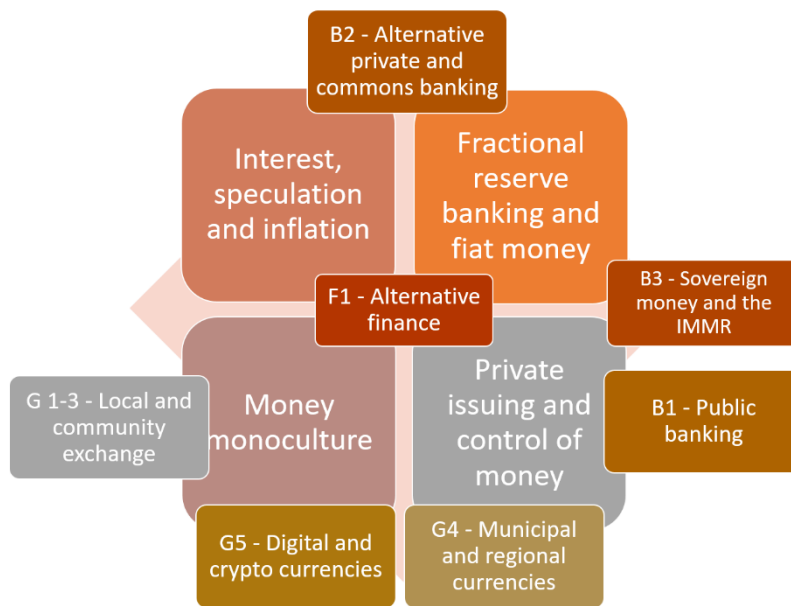 B2 - Alternative
private and
commons banking
Interest,
speculation
and inflation
Fractional
reserve
banking and
fiat money
B3 - Sovereign
money and the
IMMR
F1 - Alternative
finance
G 1-3 - Local and
community
exchange
Money
monoculture
Private
issuing and
control of
money
B1 - Public
banking
G5 - Digital and
crypto currencies
G4 - Municipal
and regional
currencies